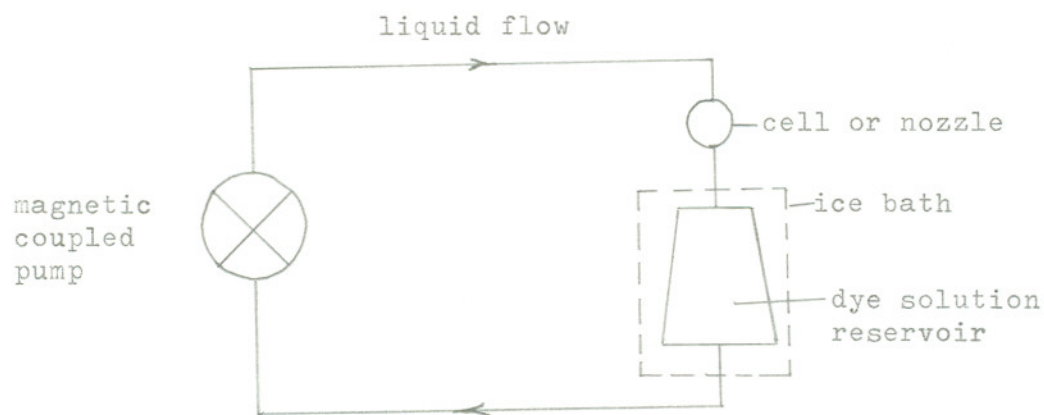 liquid flow
cell or nozzle
magnetic
coupled
pump
ice bath
dye solution
reservoir